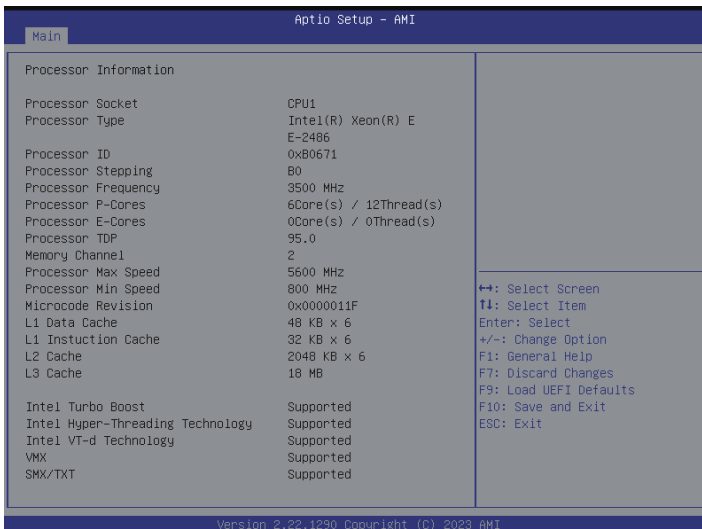 Aptio Setup – AMI
Main
Processor Information
Processor Socket CPU1
Processor Type Intel(R) Xeon(R) E
E-2486
Processor ID 0xB0671
Processor Stepping B0
Processor Frequency 3500 MHz
Processor P-Cores 6Core(s) / 12Thread(s)
Processor E-Cores 0Core(s) / 0Thread(s)
Processor TDP 95.0
Memory Channel 2
Processor Max Speed 5600 MHz
Processor Min Speed 800 MHz
Microcode Revision 0x0000011F
L1 Data Cache 48 KB x 6
L1 Instuction Cache 32 KB x 6
L2 Cache 2048 KB x 6
L3 Cache 18 MB
Intel Turbo Boost Supported
Intel Hyper-Threading Technology Supported
Intel VT-d Technology Supported
VMX Supported
SMX/TXT Supported
↔: Select Screen
↑↓: Select Item
Enter: Select
+/-: Change Option
F1: General Help
F7: Discard Changes
F9: Load UEFI Defaults
F10: Save and Exit
ESC: Exit
Version 2.22.1290 Copyright (C) 2023 AMI